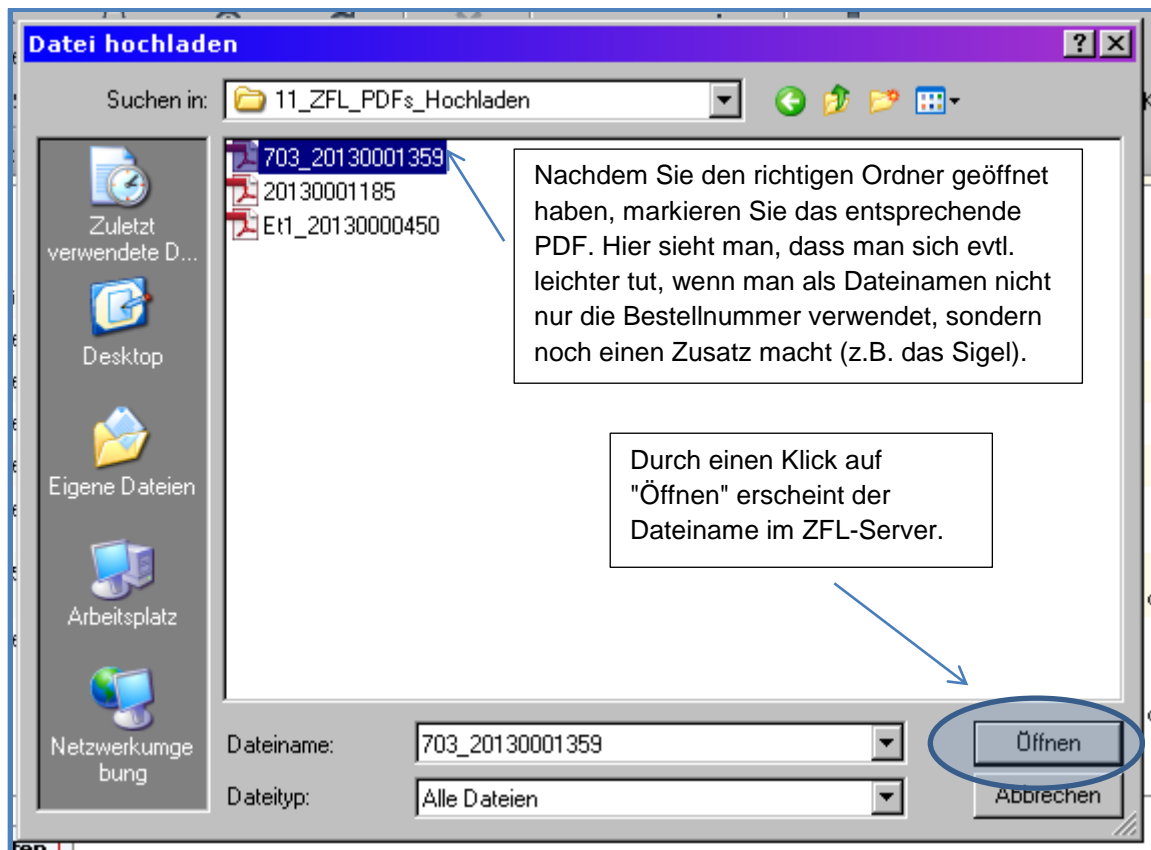 Datei hochladen
Suchen in:
11_ZFL_PDFs_Hochladen
703_20130001359
20130001185
Et1_20130000450
Nachdem Sie den richtigen Ordner geöffnet
haben, markieren Sie das entsprechende
PDF. Hier sieht man, dass man sich evtl.
leichter tut, wenn man als Dateinamen nicht
nur die Bestellnummer verwendet, sondern
noch einen Zusatz macht (z.B. das Sigel).
Durch einen Klick auf
"Öffnen" erscheint der
Dateiname im ZFL-Server.
Zuletzt
verwendete D...
Desktop
Eigene Dateien
Arbeitsplatz
Netzwerkumge
bung
Dateiname:
703_20130001359
Öffnen
Dateityp:
Alle Dateien
Abbrechen